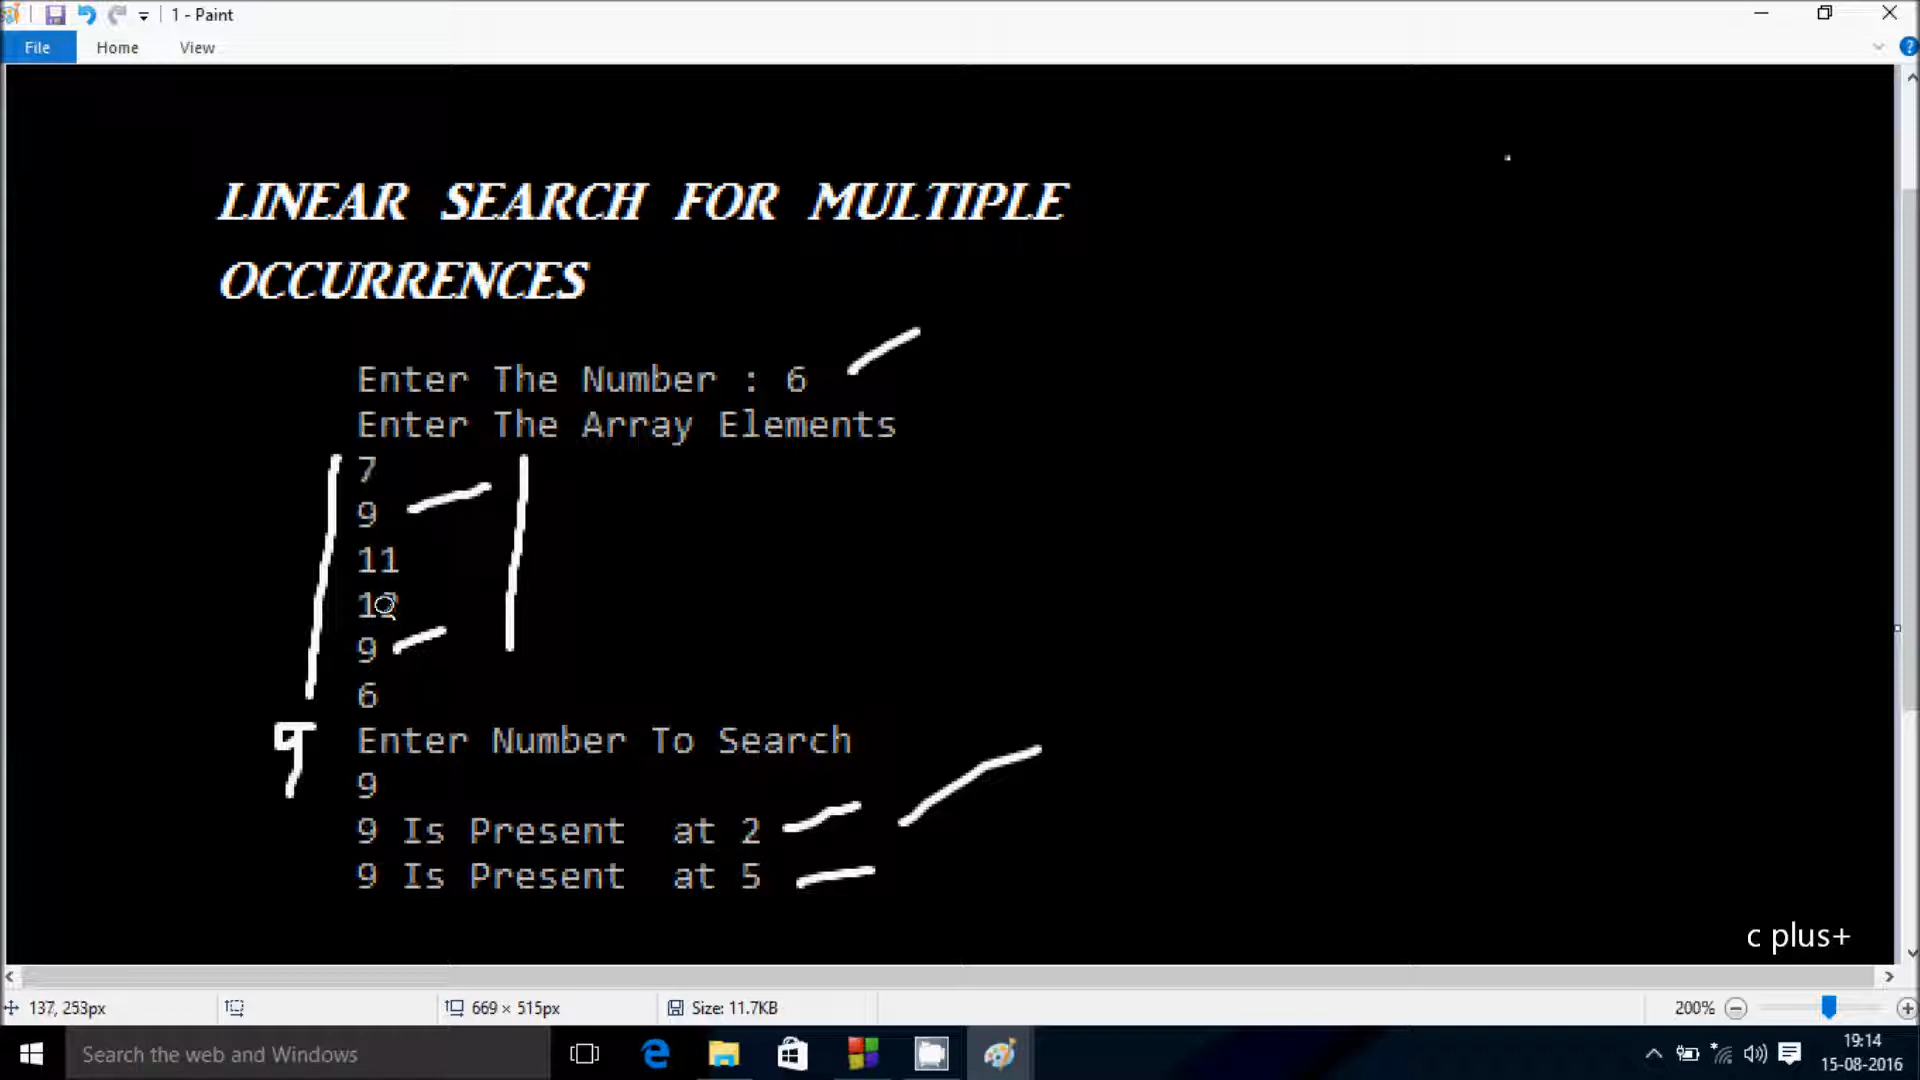 1 - Paint
File Home View
LINEAR SEARCH FOR MULTIPLE
OCCURRENCES
Enter The Number : 6
Enter The Array Elements
7
9
11
9
6
9
Enter Number To Search
9
9 Is Present at 2
9 Is Present at 5
c plus+
137, 253px
669 × 515px
Size: 11.7KB
200%
Search the web and Windows
19:14
15-08-2016